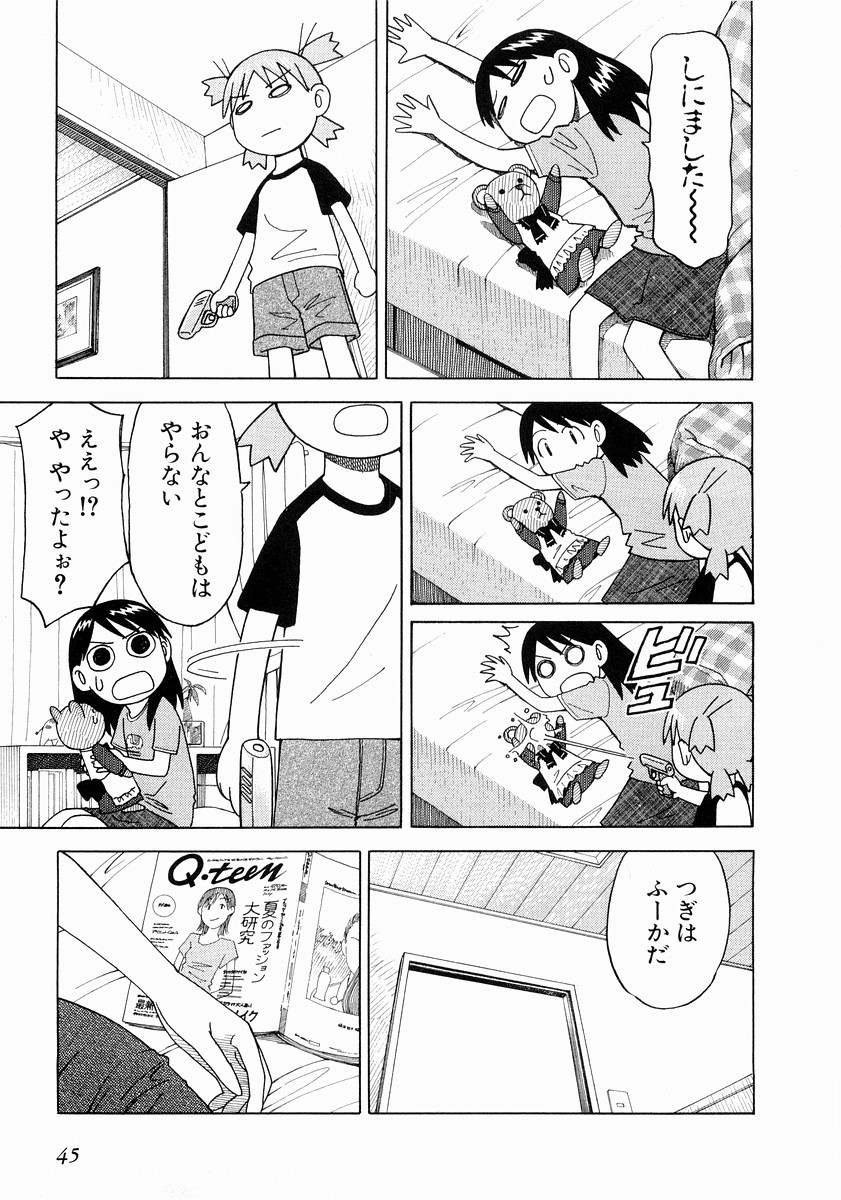 しにました〜〜
ビュ
おんなとこどもは
やらない
ええっ!?
や やったよぉ?
つぎは
ふーかだ
Q・teen
夏のファッション
大研究
45